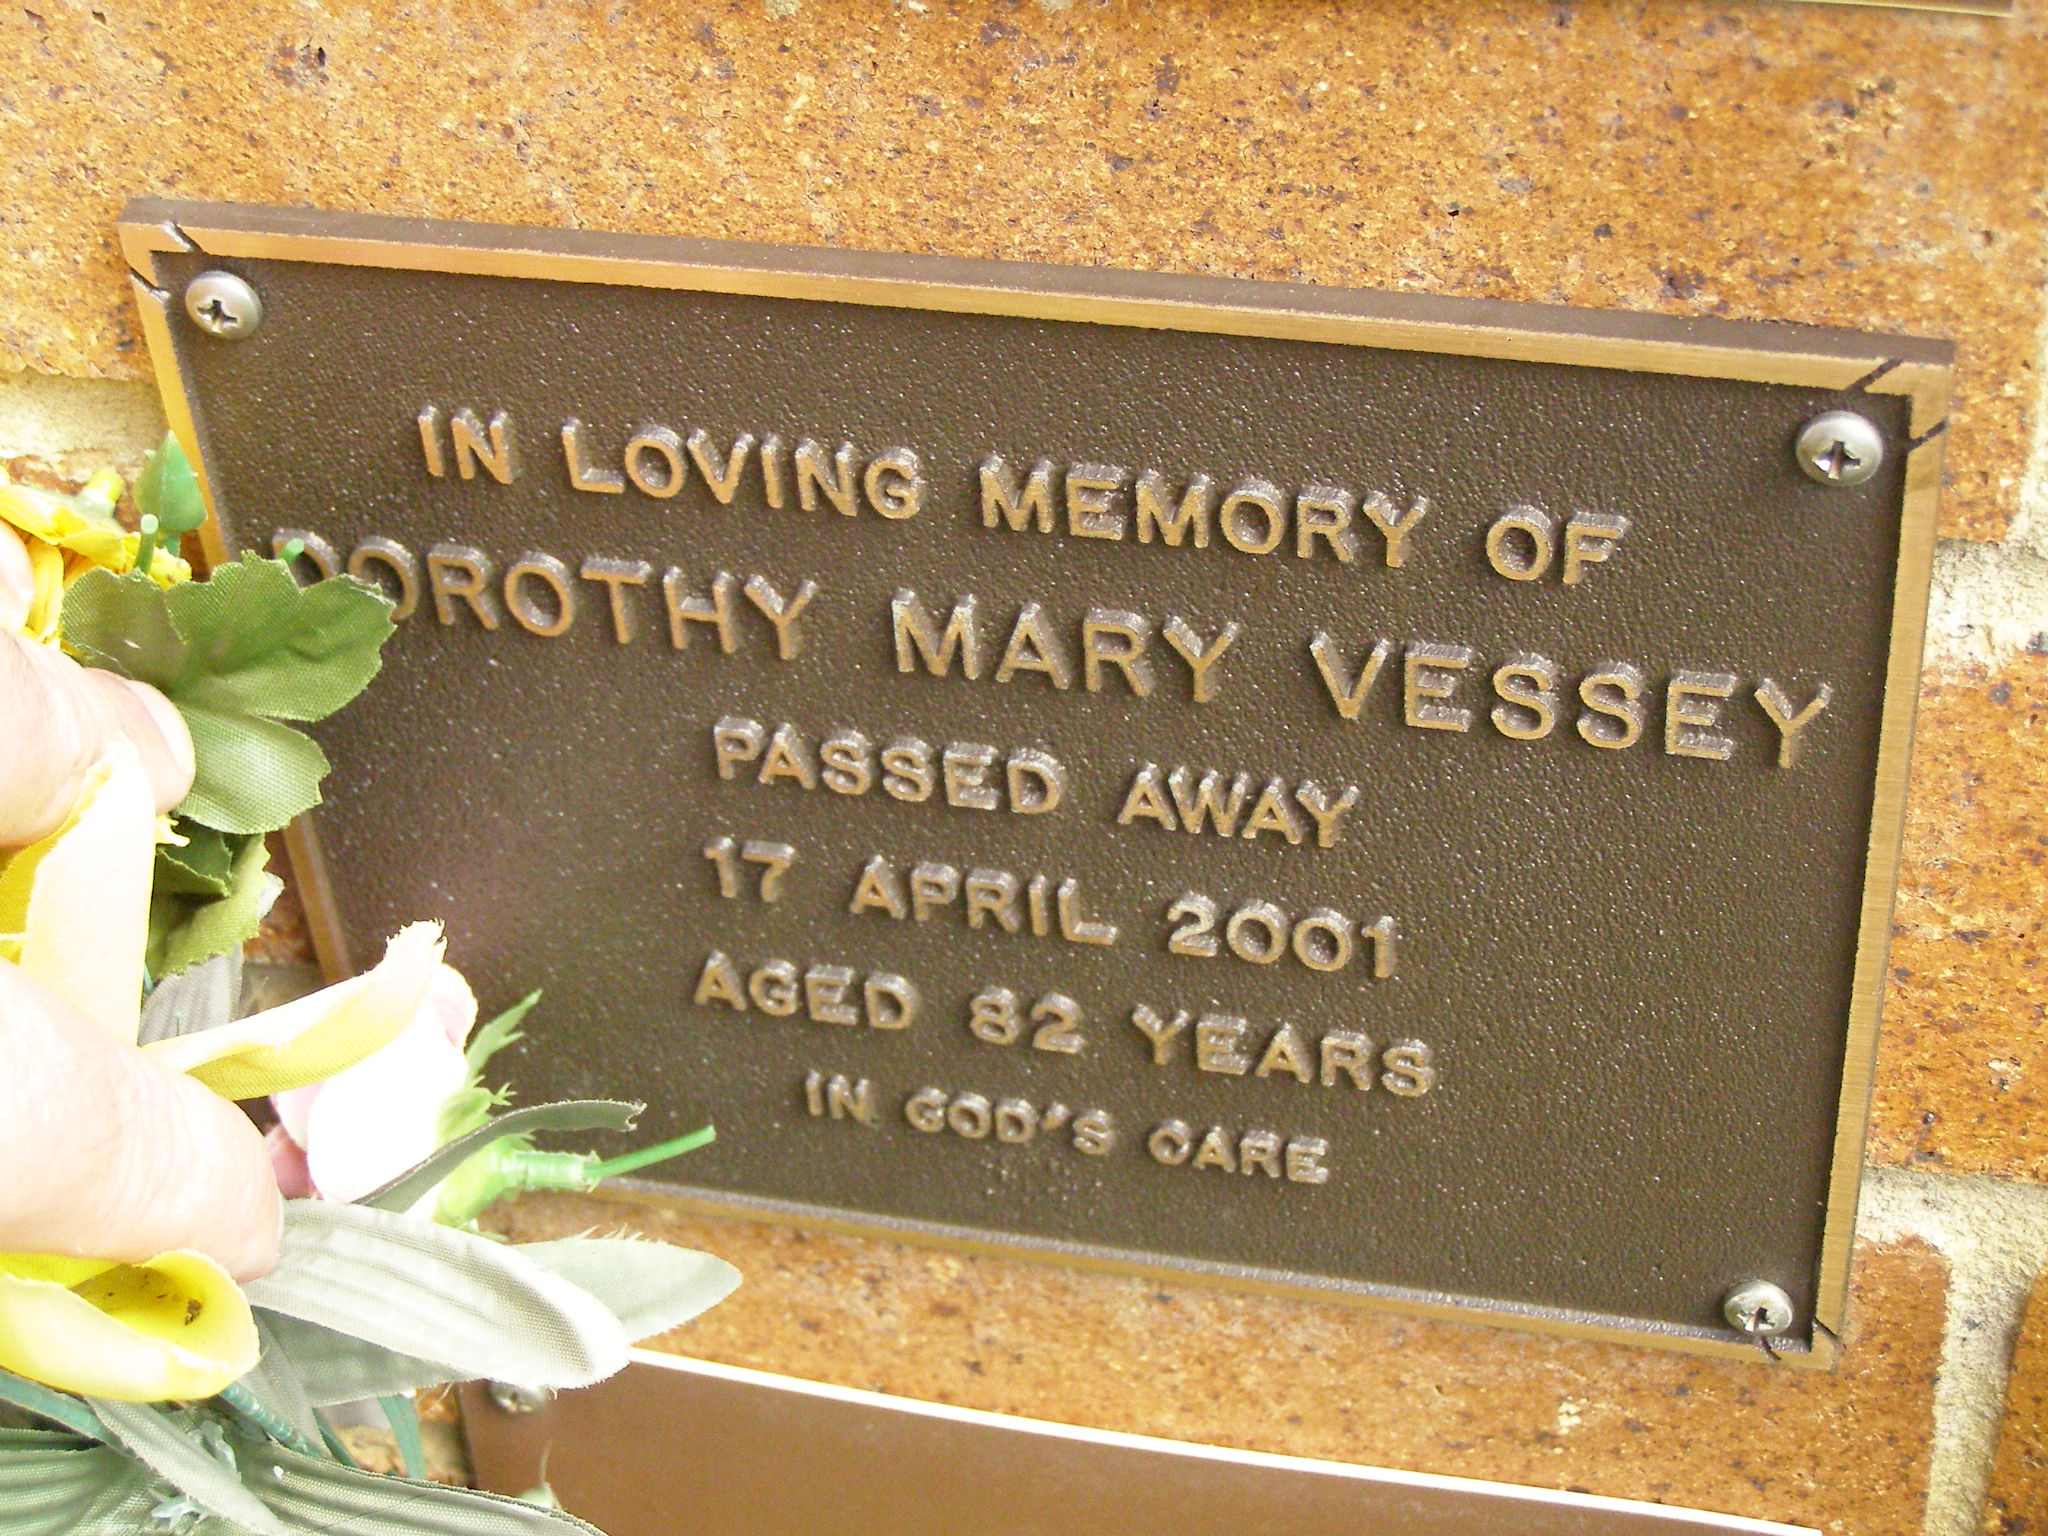 IN LOVING MEMORY OF
DOROTHY MARY VESSEY
PASSED AWAY
17 APRIL 2001
AGED 82 YEARS
IN GOD'S CARE